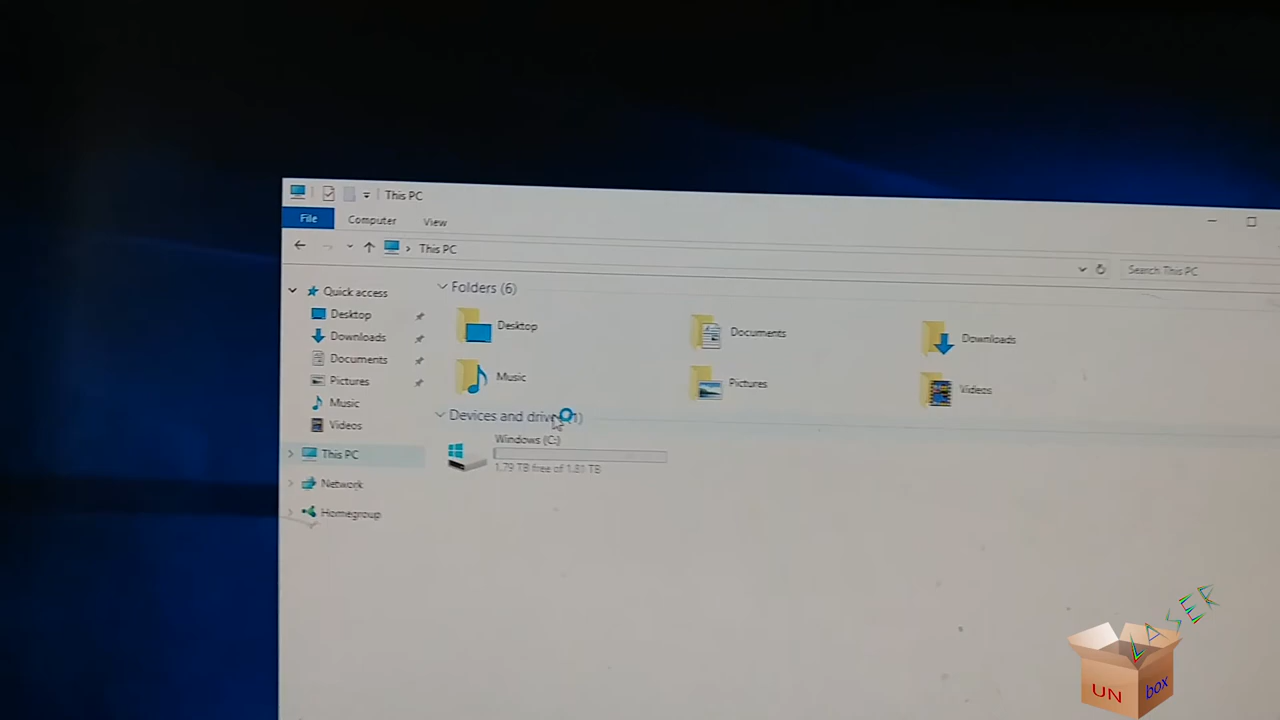 This PC
File Computer View
This PC
Search This PC
Quick access
Desktop
Downloads
Documents
Pictures
Music
Videos
This PC
Network
Homegroup
Folders (6)
Desktop
Documents
Downloads
Music
Pictures
Videos
Devices and drive 1)
Windows (C:)
1.79 TB free of 1.81 TB
LASER
UN box